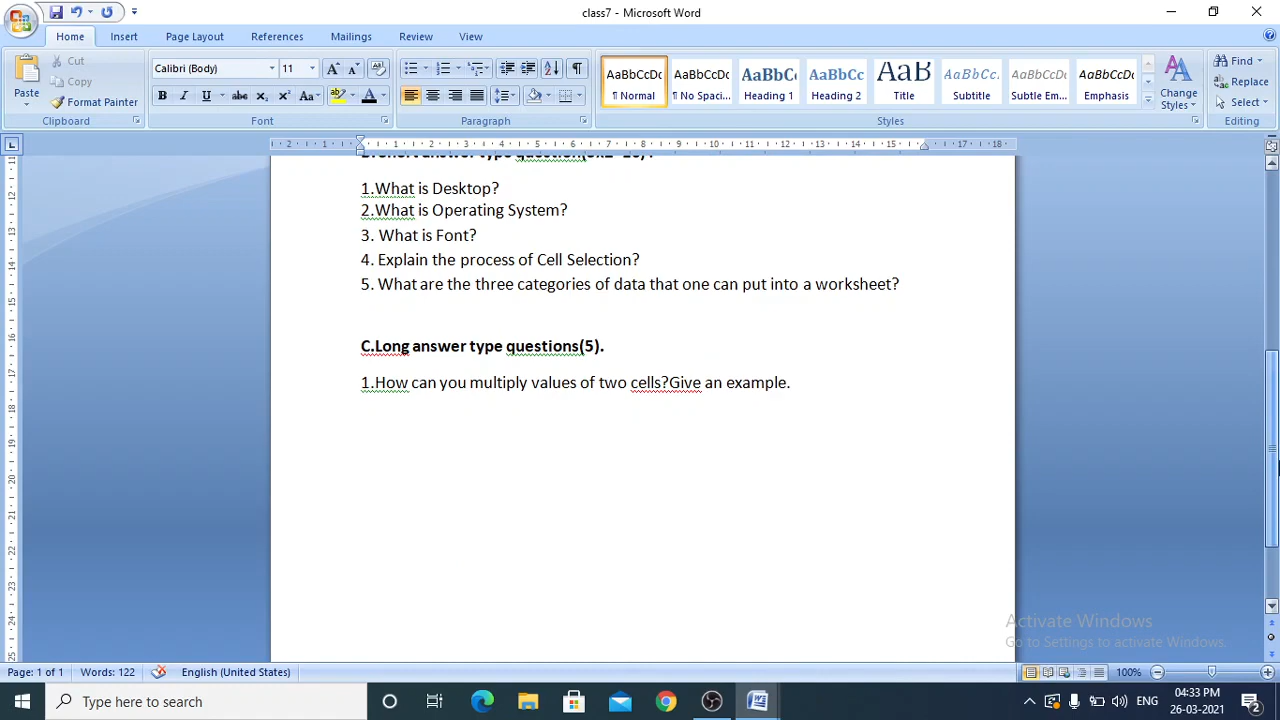 class7 - Microsoft Word
Home Insert Page Layout References Mailings Review View
Paste
Cut
Copy
Format Painter
Clipboard
Calibri (Body) 11
Font
Paragraph
AaBbCcDc AaBbCcDc AaBbC AaBbCc AaB AaBbCc. AaBbCcDc AaBbCcDc
¶ Normal ¶ No Spaci... Heading 1 Heading 2 Title Subtitle Subtle Em... Emphasis
Styles
Change Styles
Find
Replace
Select
Editing
1.What is Desktop?
2.What is Operating System?
3. What is Font?
4. Explain the process of Cell Selection?
5. What are the three categories of data that one can put into a worksheet?
C.Long answer type questions(5).
1.How can you multiply values of two cells?Give an example.
Activate Windows
Go to Settings to activate Windows.
Page: 1 of 1 Words: 122 English (United States) 100%
Type here to search
ENG
04:33 PM
26-03-2021
2